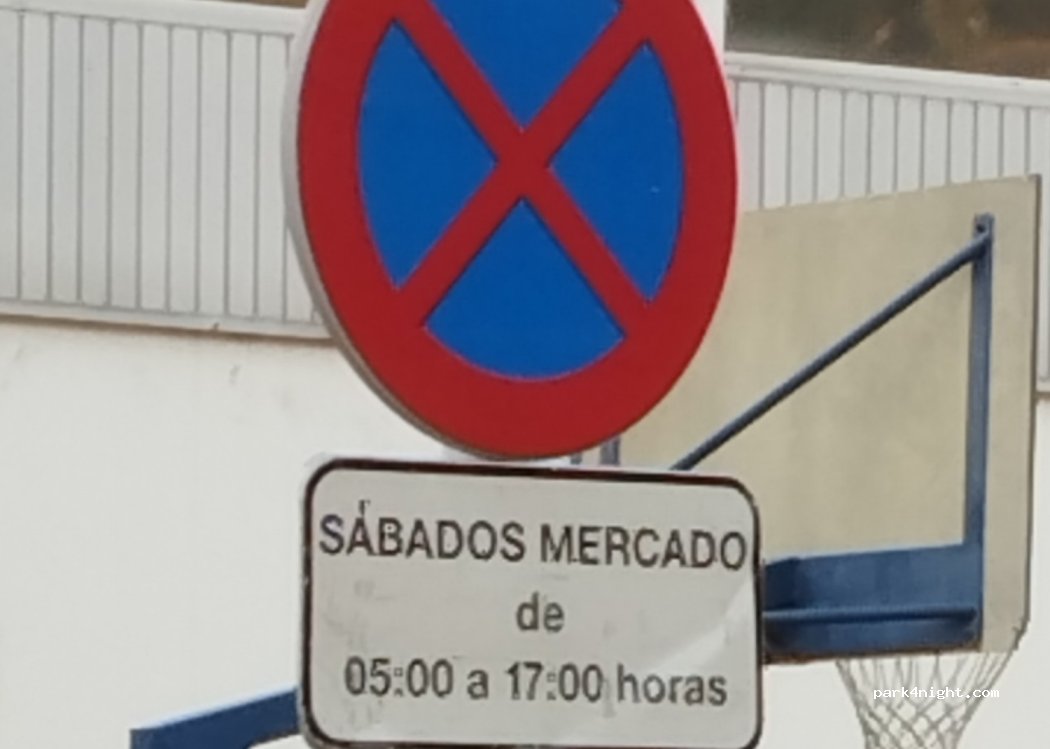 SÁBADOS MERCADO
de
05:00 a 17:00 horas
park4night.com